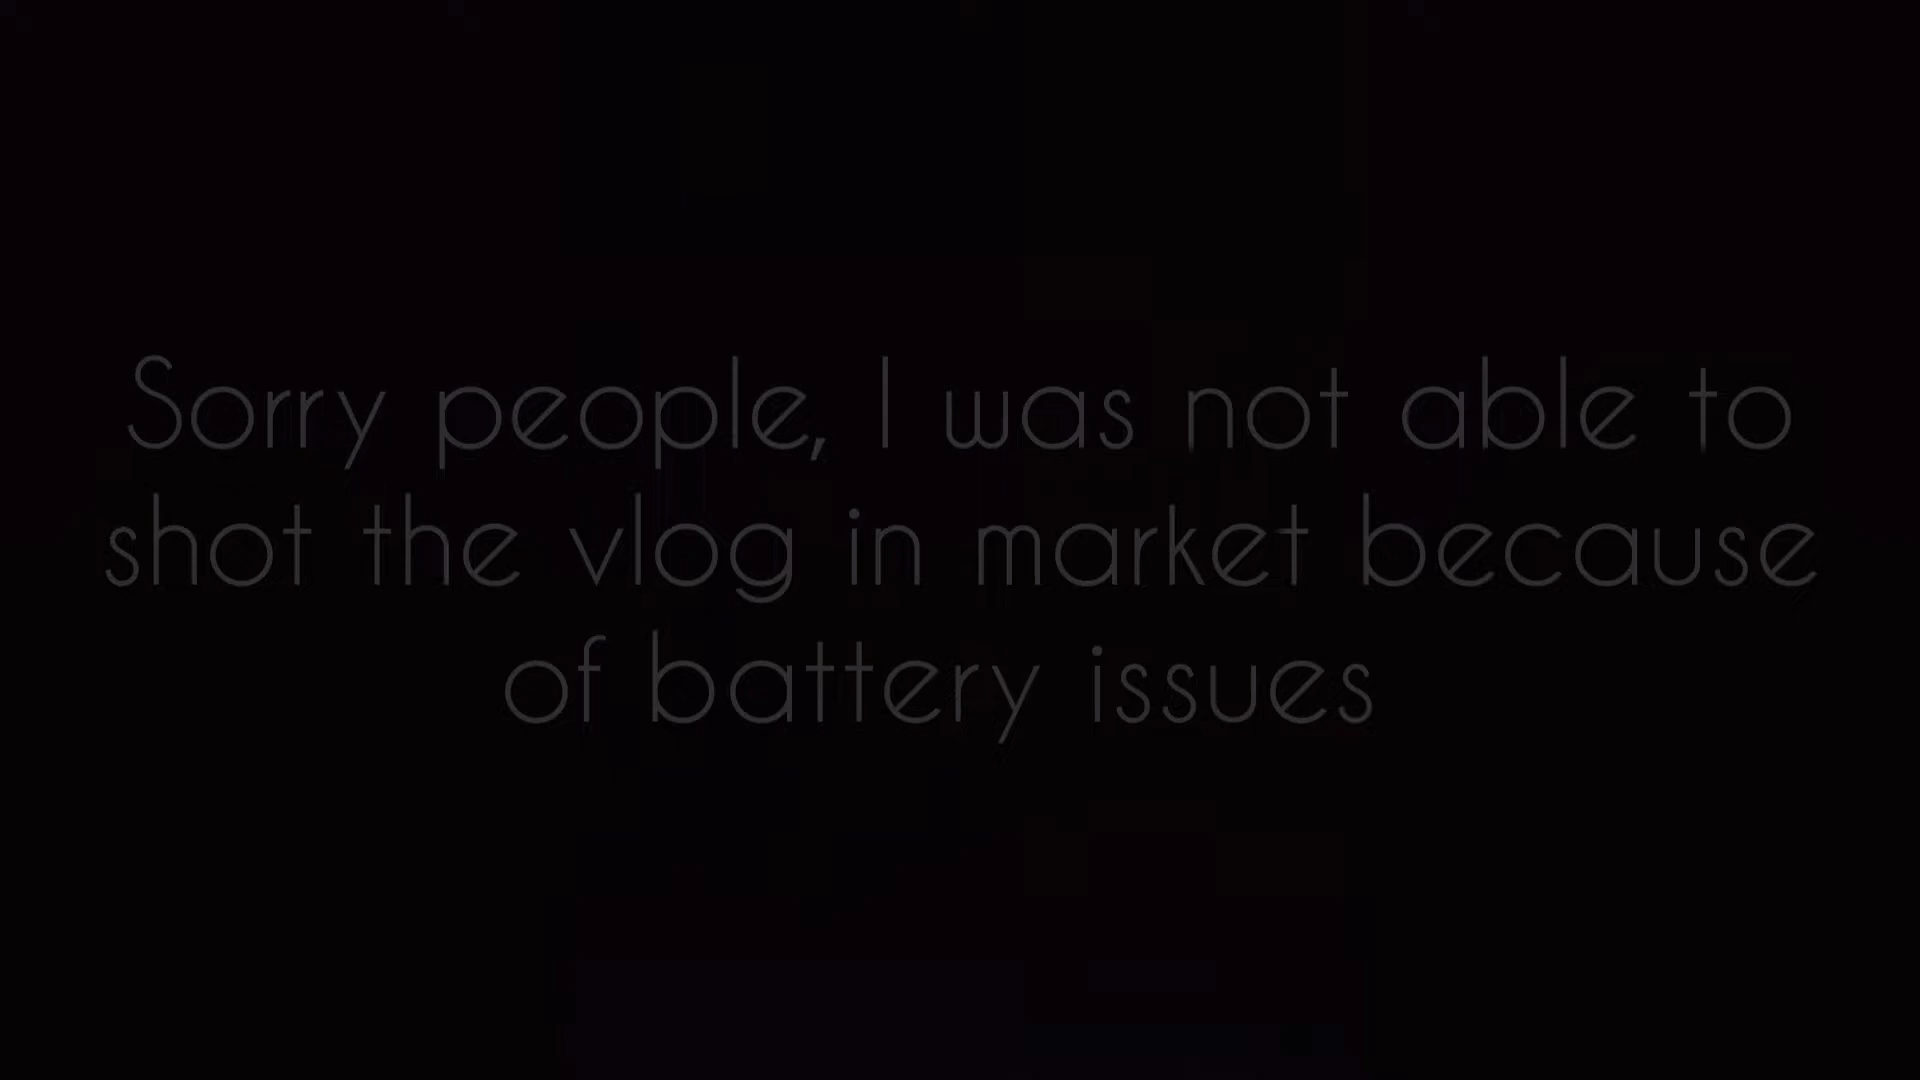 Sorry people, I was not able to
shot the vlog in market because
of battery issues